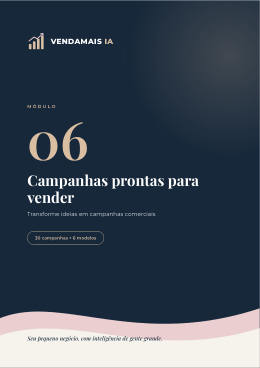 VENDAMAIS IA
MÓDULO
06
Campanhas prontas para
vender
Transforme ideias em campanhas comerciais
30 campanhas + 6 modelos
Seu pequeno negócio, com inteligência de gente grande.